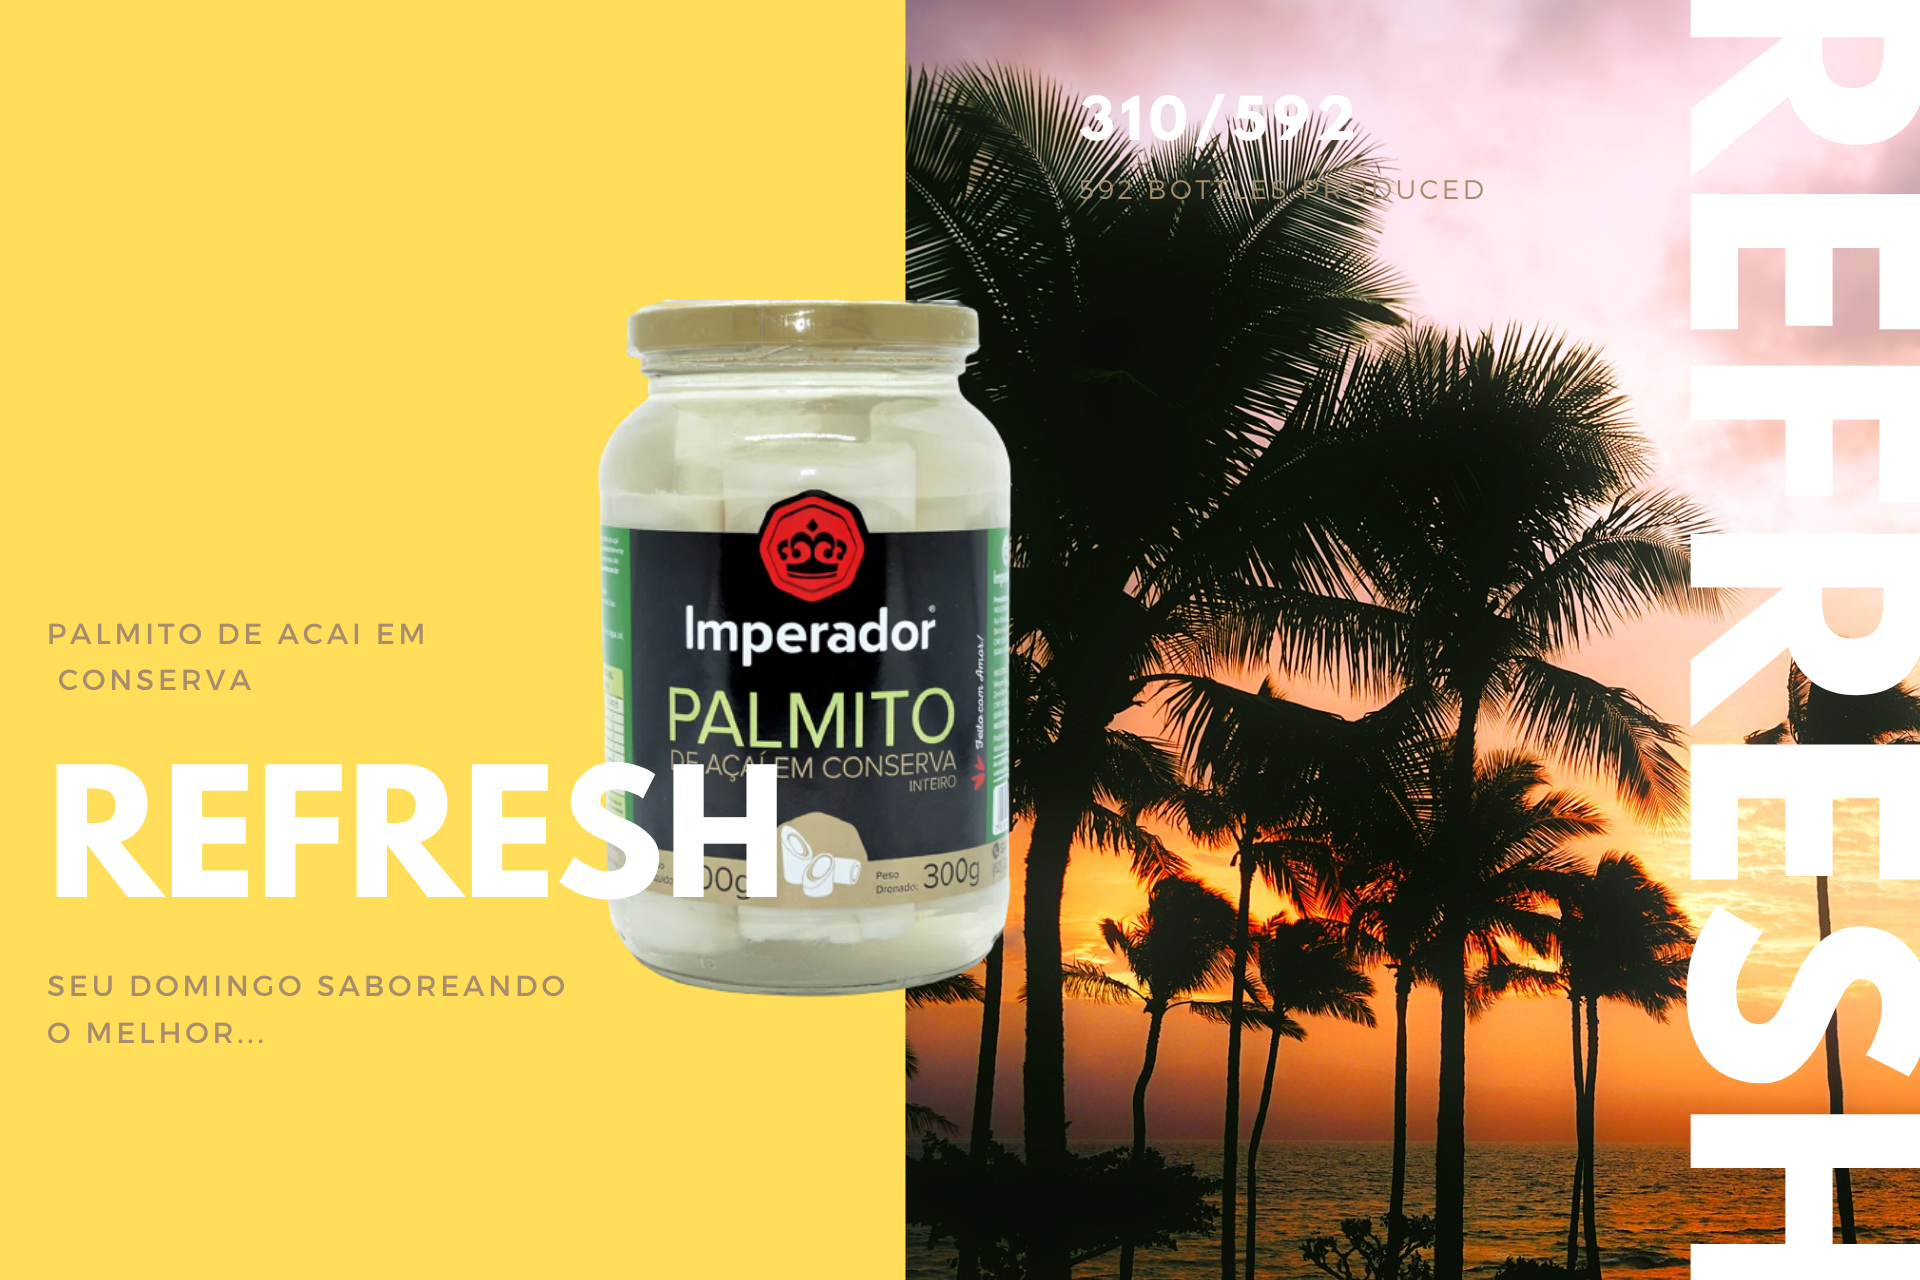 310/592
592 BOTTLES PRODUCED
REFRESH
Imperador®
PALMITO
DE AÇAÍ EM CONSERVA
INTEIRO
Feito com Amor!
Peso
Drenado: 300g
PALMITO DE ACAI EM
CONSERVA
REFRESH
SEU DOMINGO SABOREANDO
O MELHOR...